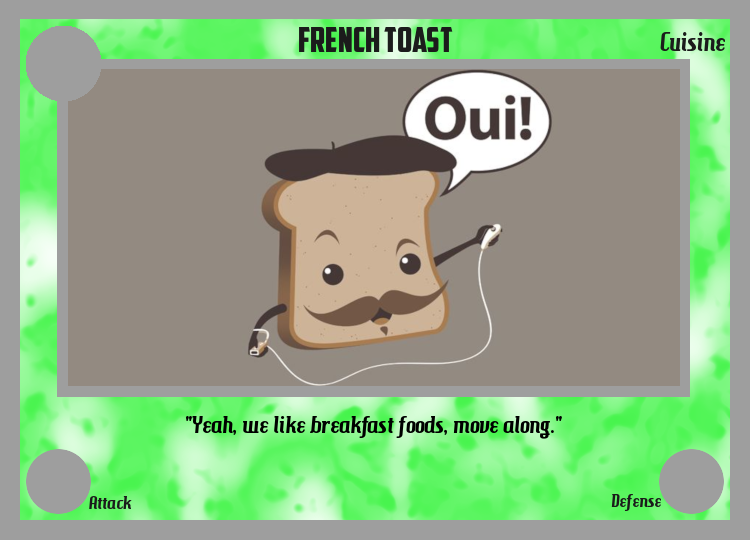 FRENCH TOAST
Cuisine
Oui!
"Yeah, we like breakfast foods, move along."
Attack
Defense